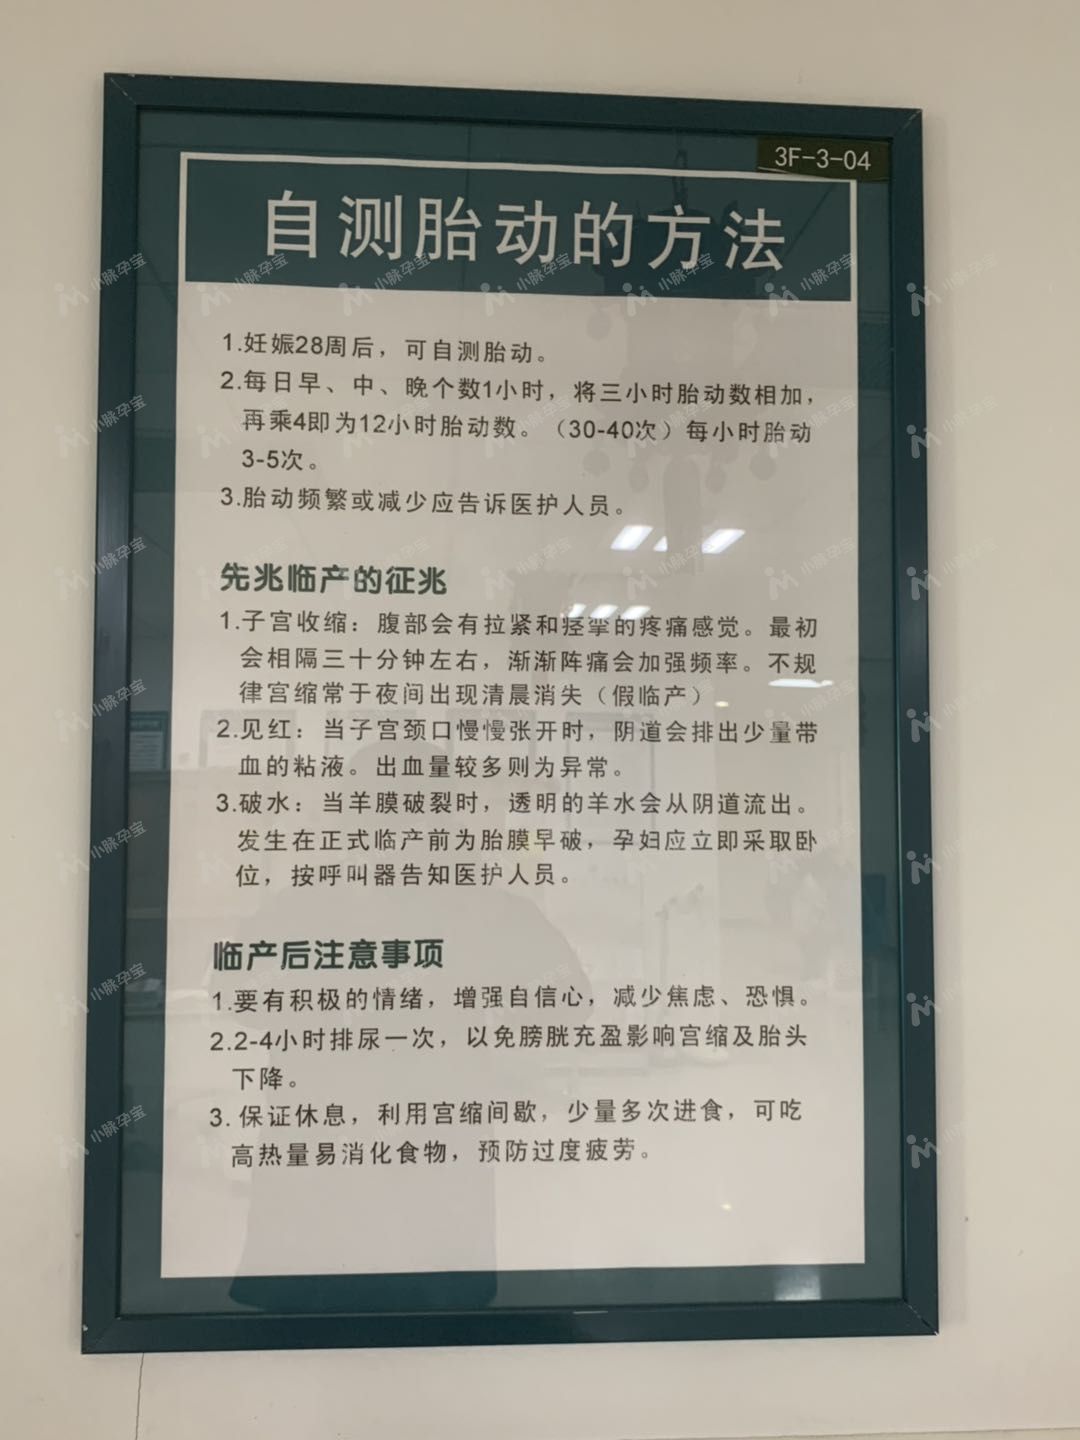 3F-3-04
自测胎动的方法
1.妊娠28周后，可自测胎动。
2.每日早、中、晚个数1小时，将三小时胎动数相加，
再乘4即为12小时胎动数。（30-40次）每小时胎动
3-5次。
3.胎动频繁或减少应告诉医护人员。
先兆临产的征兆
1.子宫收缩：腹部会有拉紧和痉挛的疼痛感觉。最初
会相隔三十分钟左右，渐渐阵痛会加强频率。不规
律宫缩常于夜间出现清晨消失（假临产）
2.见红：当子宫颈口慢慢张开时，阴道会排出少量带
血的粘液。出血量较多则为异常。
3.破水：当羊膜破裂时，透明的羊水会从阴道流出。
发生在正式临产前为胎膜早破，孕妇应立即采取卧
位，按呼叫器告知医护人员。
临产后注意事项
1.要有积极的情绪，增强自信心，减少焦虑、恐惧。
2.2-4小时排尿一次，以免膀胱充盈影响宫缩及胎头
下降。
3.保证休息，利用宫缩间歇，少量多次进食，可吃
高热量易消化食物，预防过度疲劳。
小脉孕宝